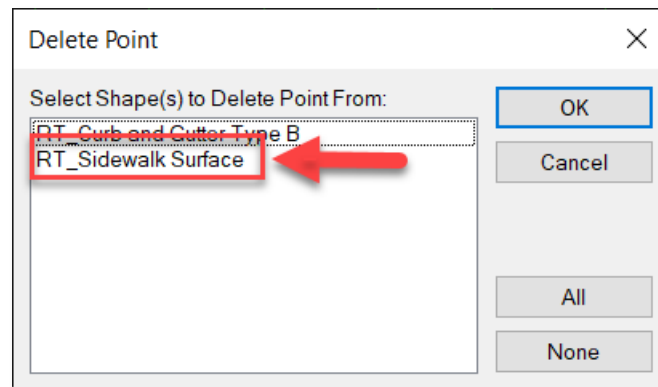 Delete Point
Select Shape(s) to Delete Point From:
RT_Curb and Gutter Type B
RT_Sidewalk Surface
OK
Cancel
All
None